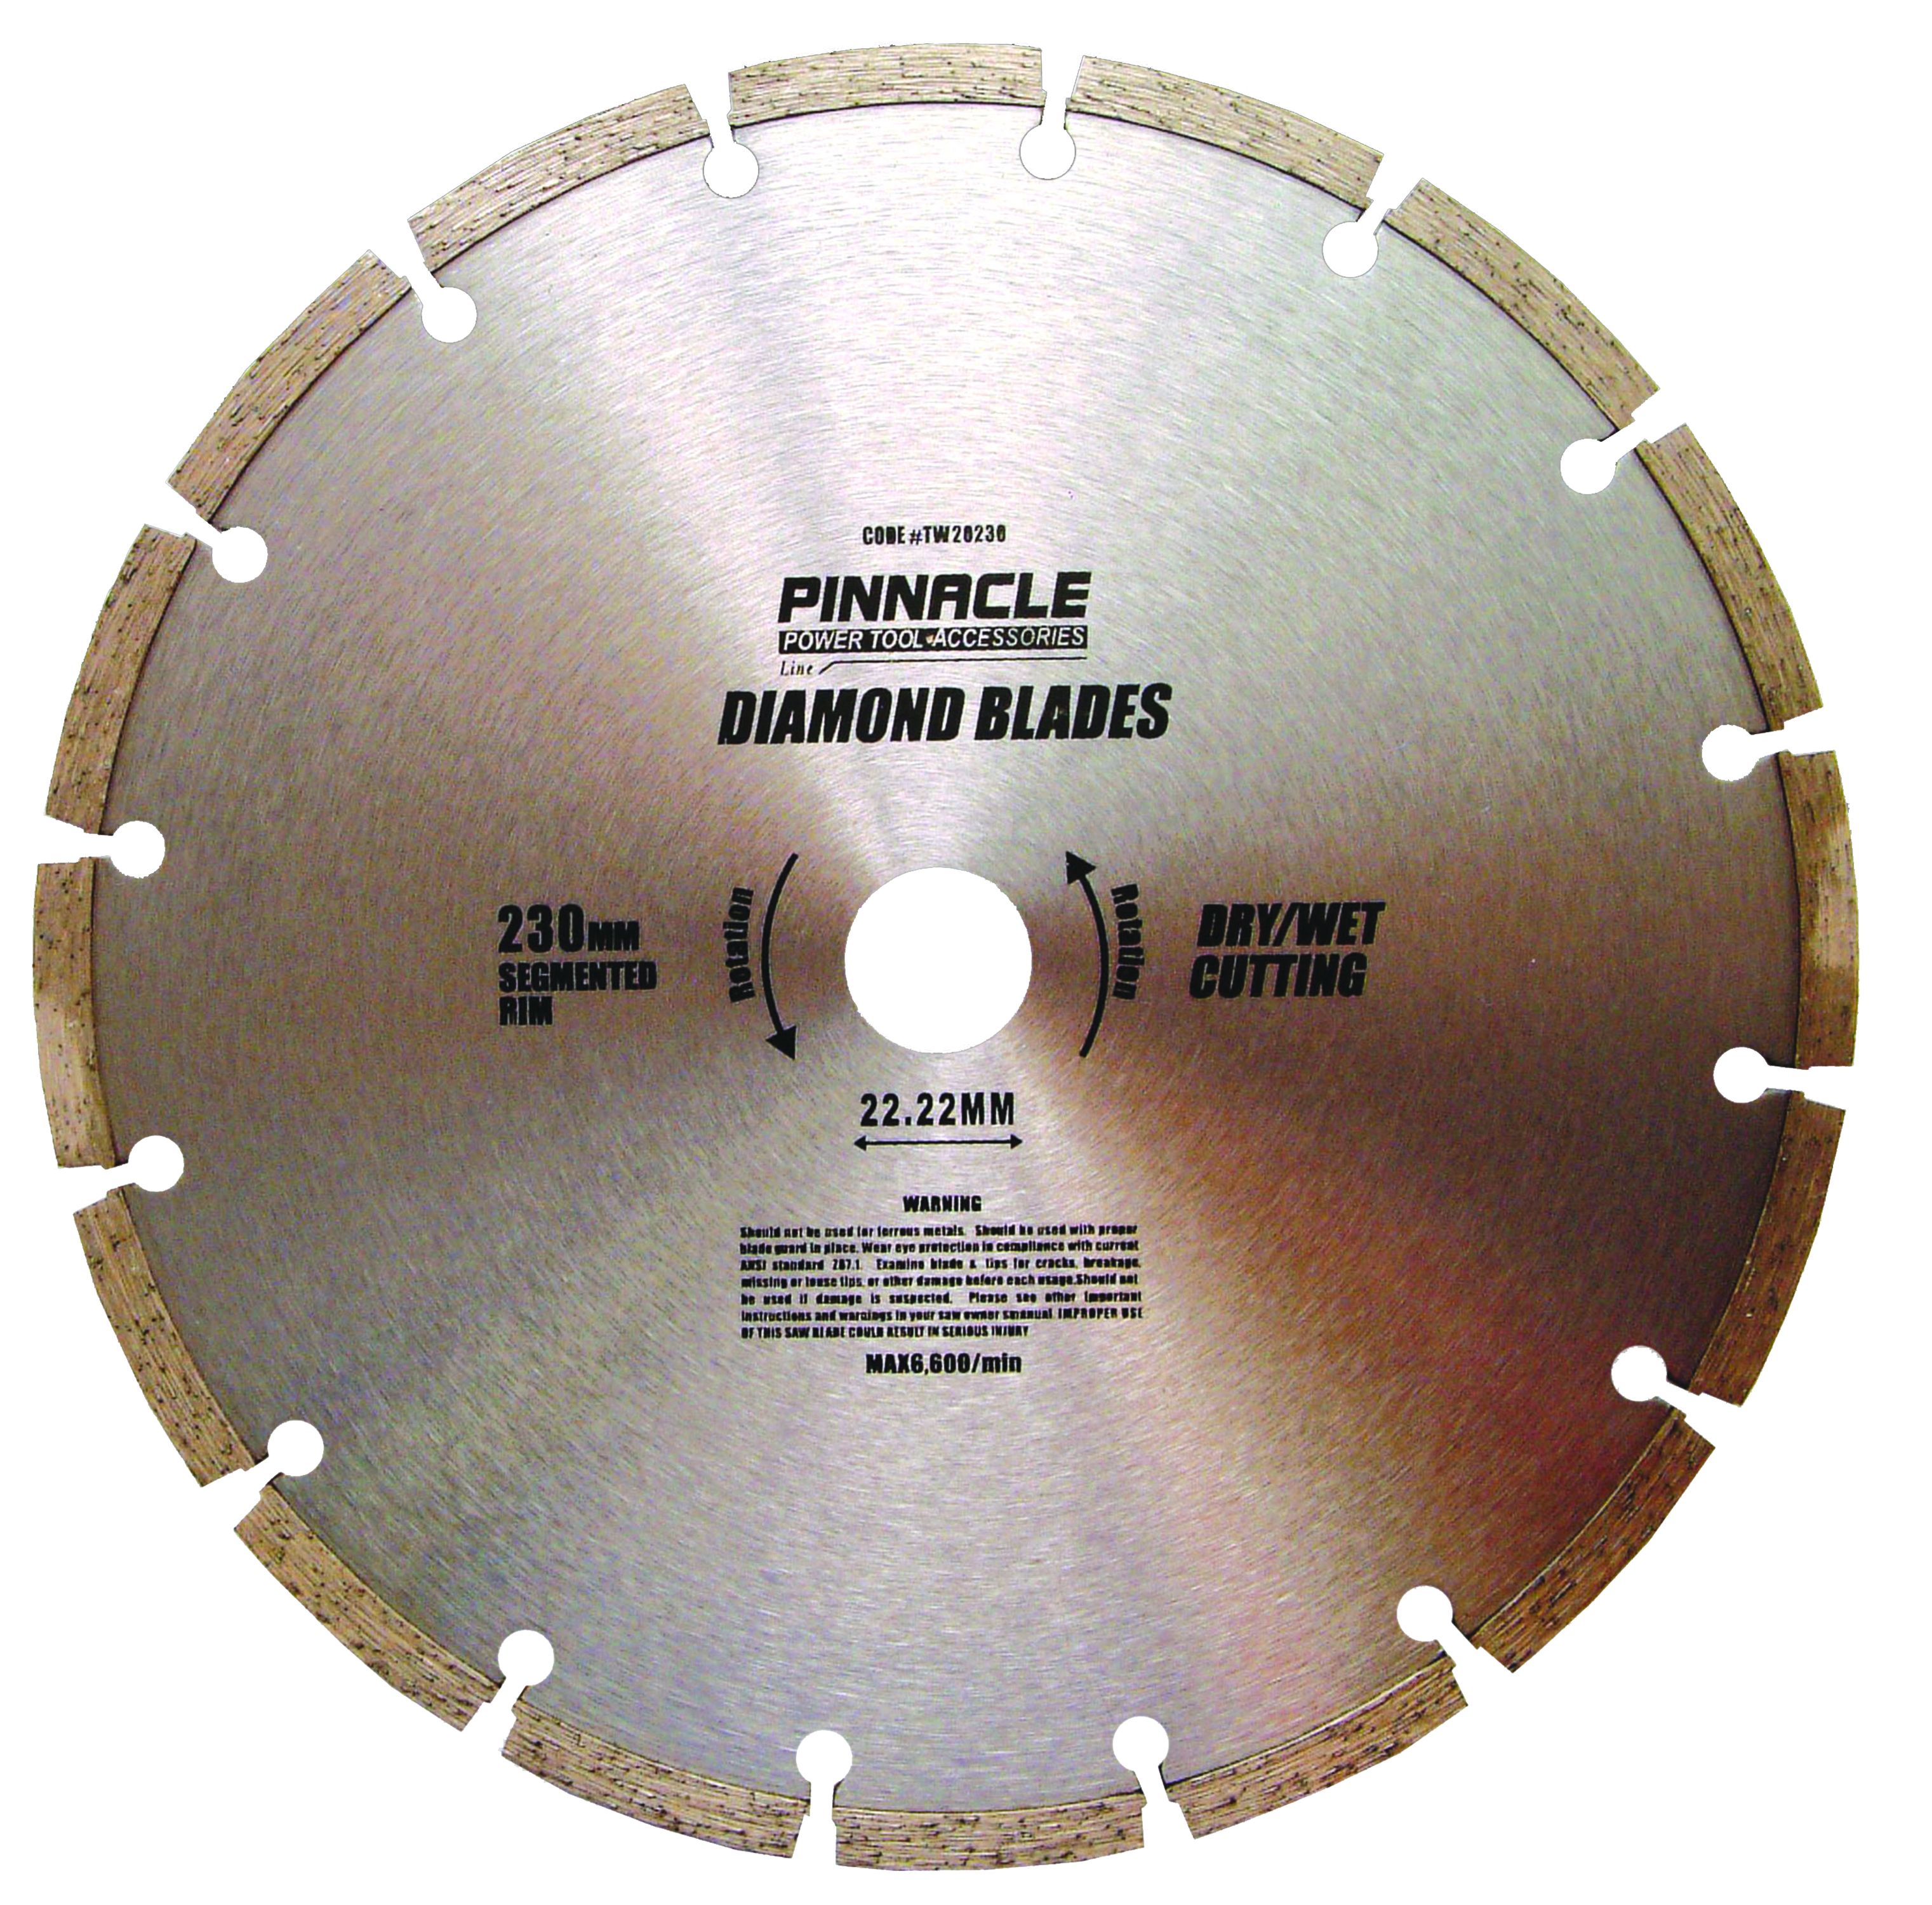 CODE #TW20230
PINNACLE
POWER TOOL ACCESSORIES
Line
DIAMOND BLADES
230MM
SEGMENTED
RIM
Rotation
Rotation
DRY/WET
CUTTING
22.22MM
WARNING
Should not be used for ferrous metals. Should be used with proper
blade guard in place. Wear eye protection in compliance with current
ANSI standard Z87.1. Examine blade & tips for cracks, breakage,
missing or louse tips, or other damage before each usage.Should not
be used if damage is suspected. Please see other important
instructions and warnings in your saw owner smanual IMPROPER USE
OF THIS SAW BLADE COULD RESULT IN SERIOUS INJURY
MAX6,600/min